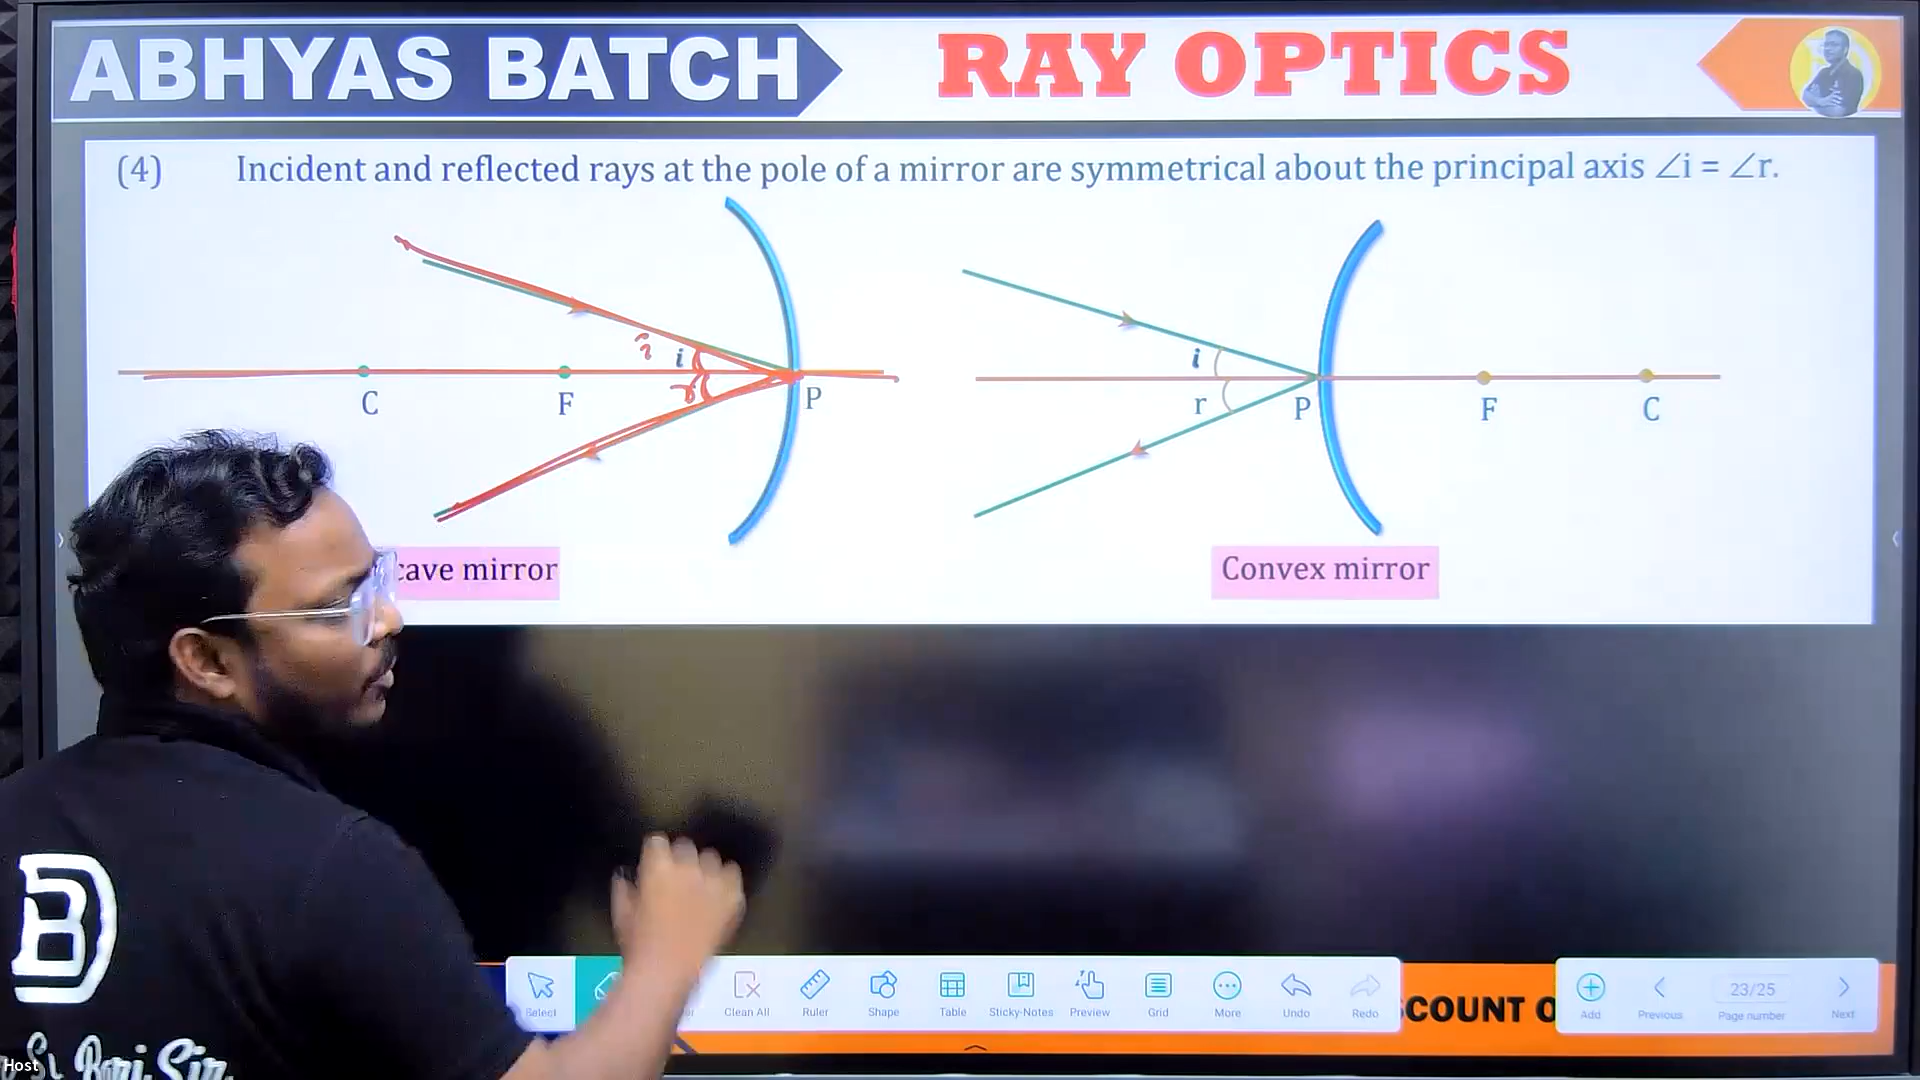 ABHYAS BATCH
RAY OPTICS
(4) Incident and reflected rays at the pole of a mirror are symmetrical about the principal axis ∠i = ∠r.
i i
r
C F P
i
r P F C
cave mirror
Convex mirror
B
Select
Clean All
Ruler
Shape
Table
Sticky-Notes
Preview
Grid
More
Undo
Redo
SCOUNT O
Add
Previous
23/25
Page number
Next
Host